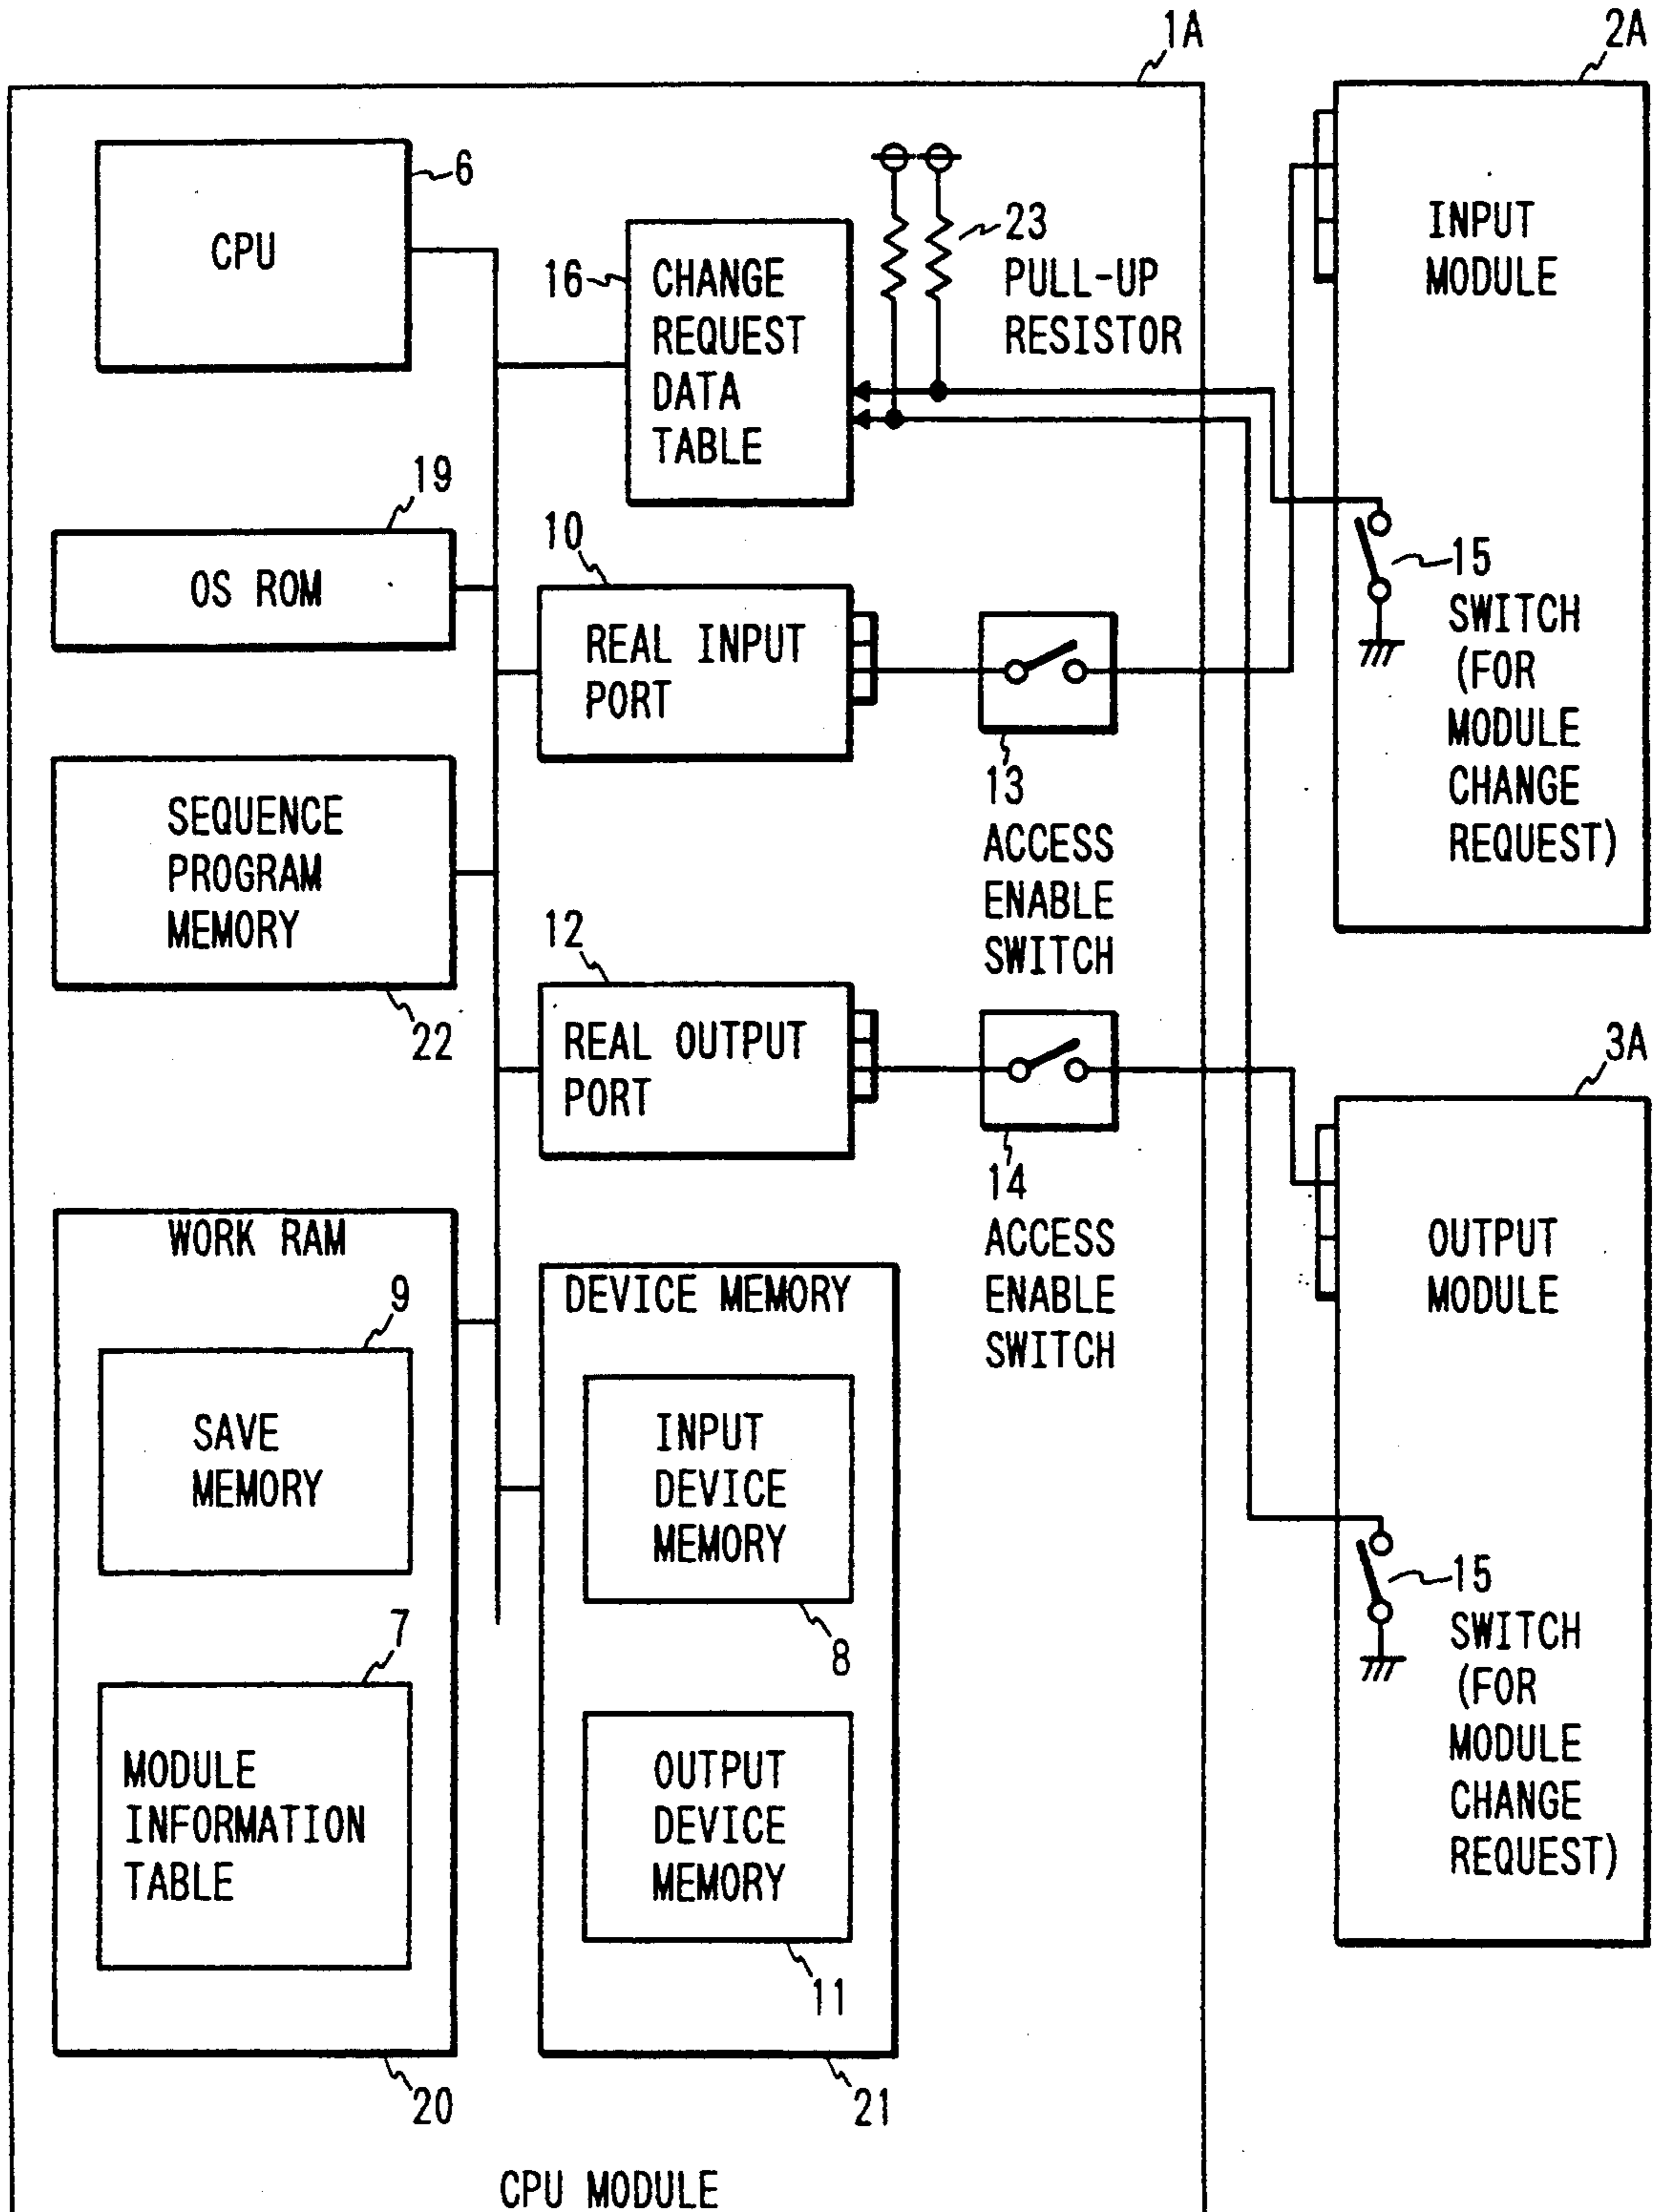 1A
2A
CPU
6
16
CHANGE
REQUEST
DATA
TABLE
23
PULL-UP
RESISTOR
INPUT
MODULE
19
OS ROM
10
REAL INPUT
PORT
13
ACCESS
ENABLE
SWITCH
15
SWITCH
(FOR
MODULE
CHANGE
REQUEST)
SEQUENCE
PROGRAM
MEMORY
22
12
REAL OUTPUT
PORT
14
ACCESS
ENABLE
SWITCH
3A
OUTPUT
MODULE
15
SWITCH
(FOR
MODULE
CHANGE
REQUEST)
WORK RAM
9
SAVE
MEMORY
7
MODULE
INFORMATION
TABLE
20
DEVICE MEMORY
INPUT
DEVICE
MEMORY
8
OUTPUT
DEVICE
MEMORY
11
21
CPU MODULE